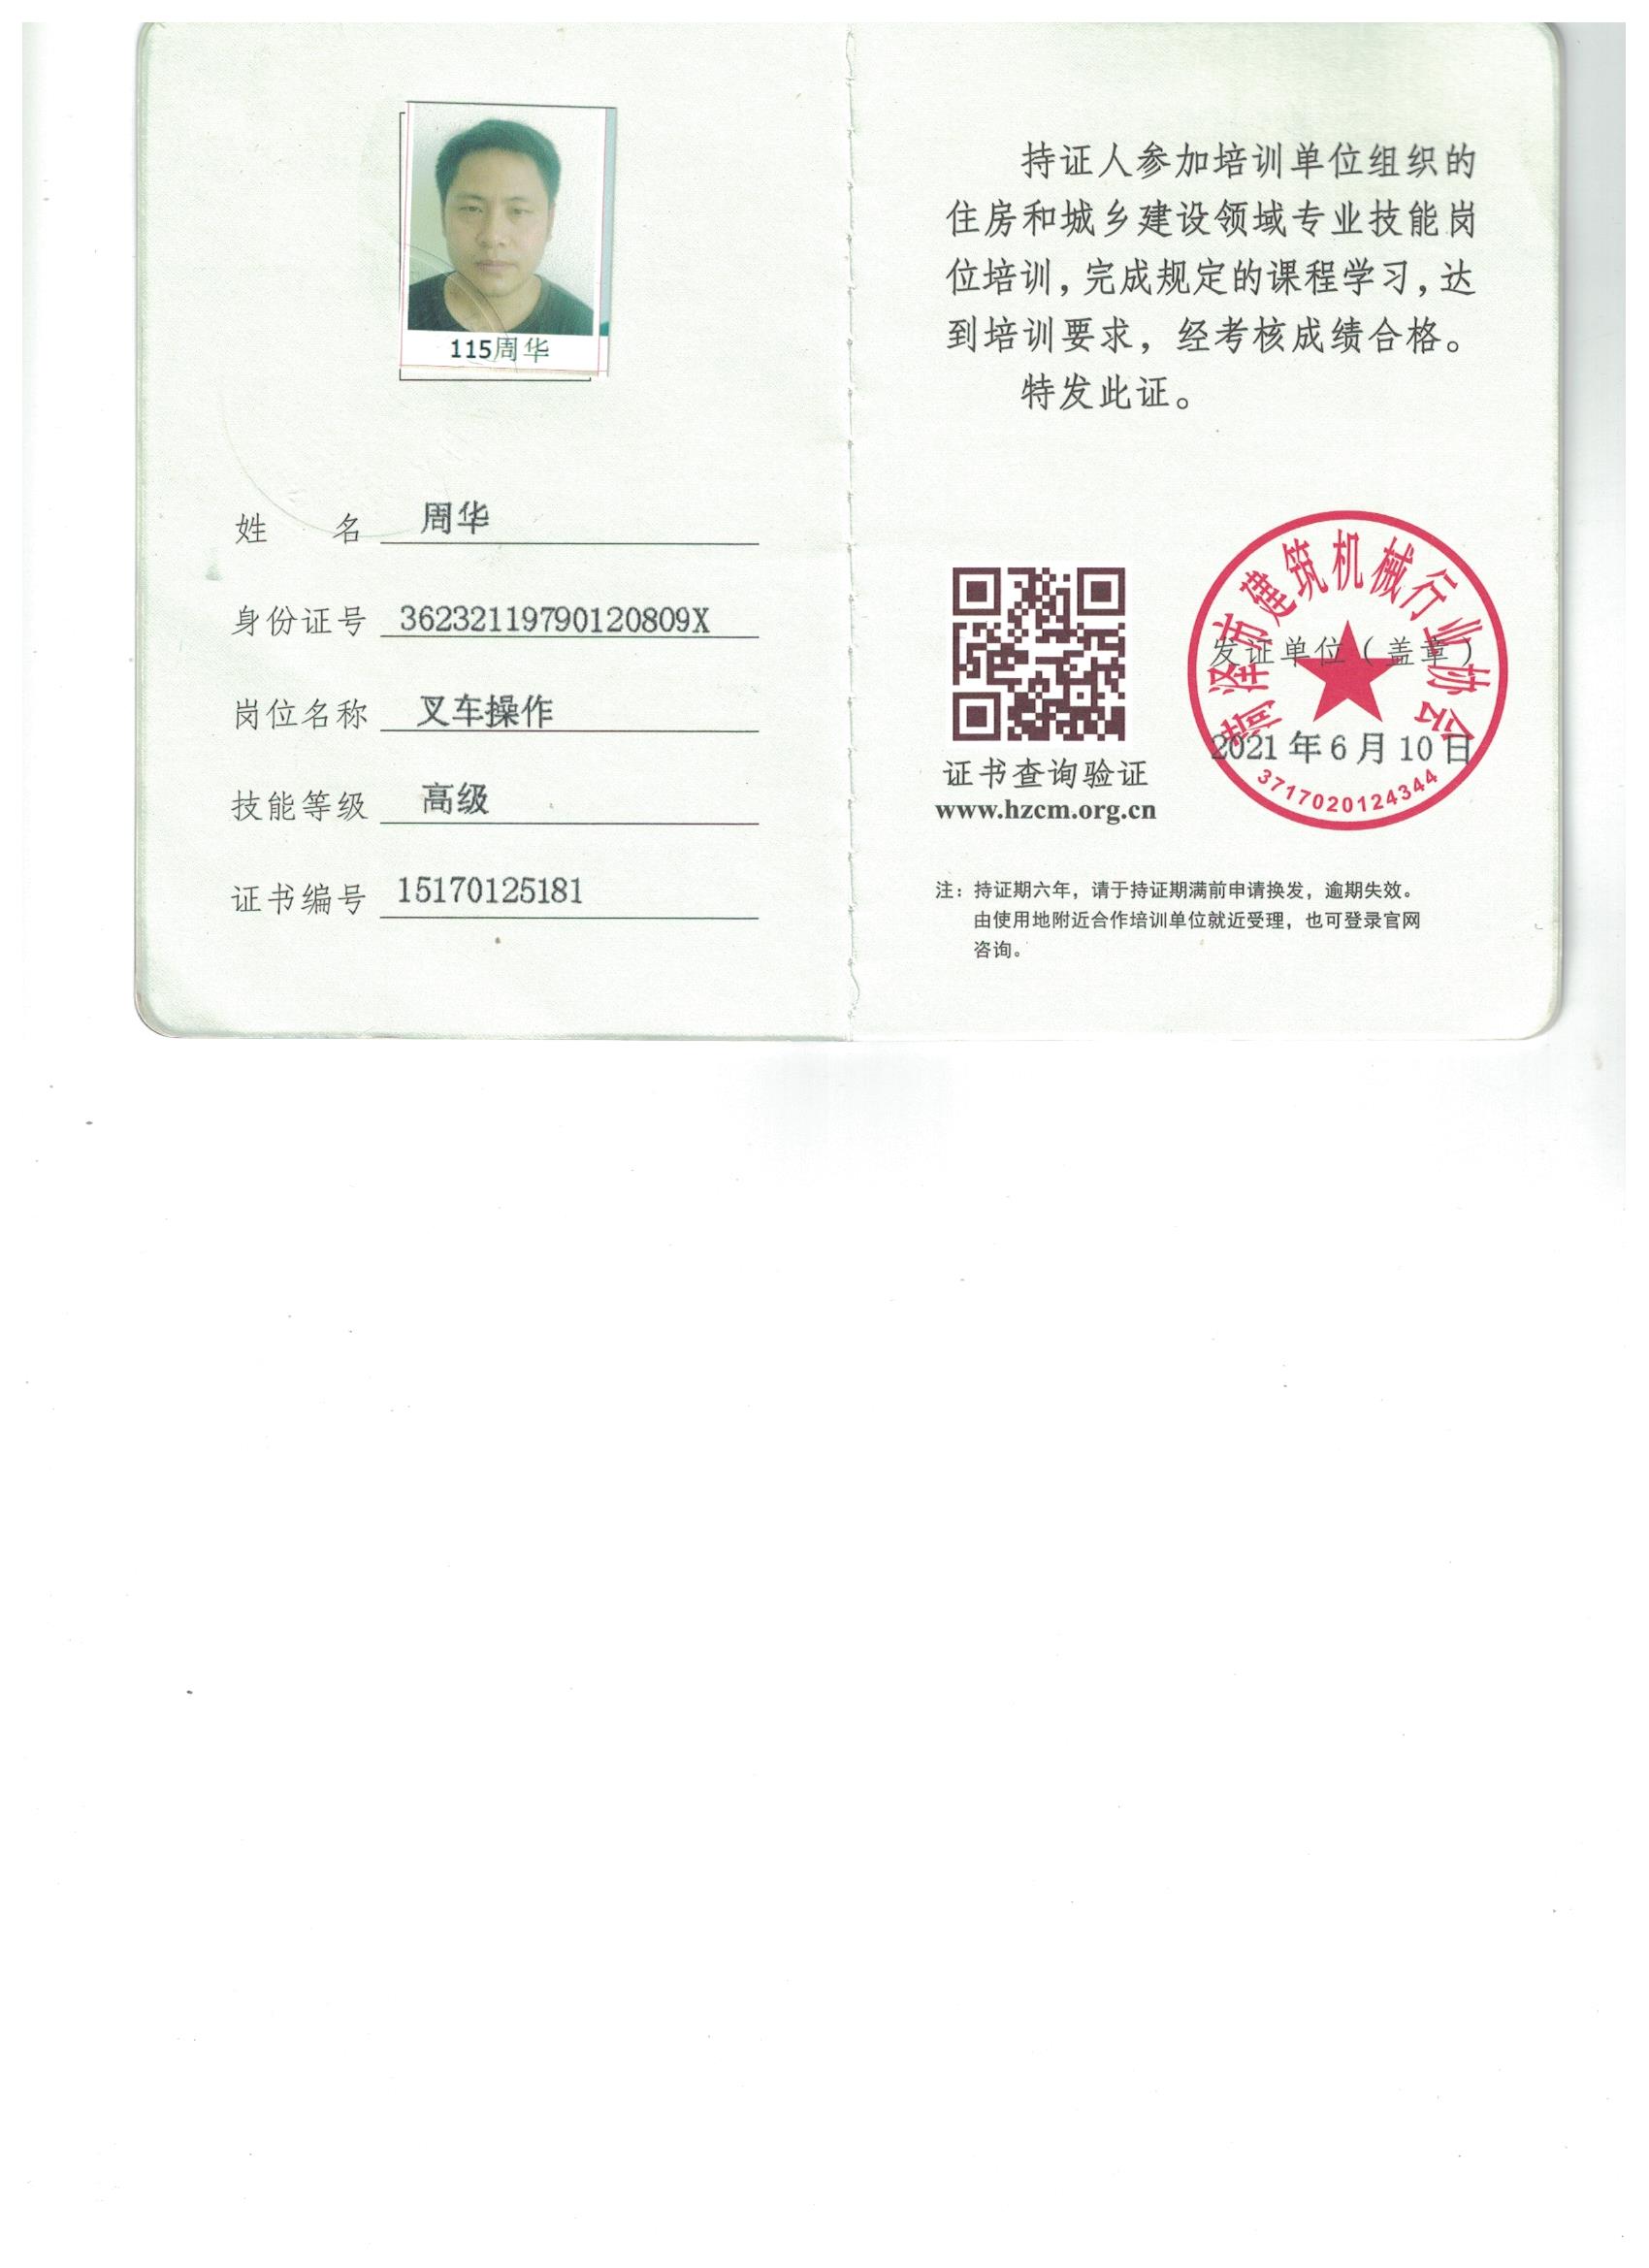 115周华
姓 名 周华
身份证号 36232119790120809X
岗位名称 叉车操作
技能等级 高级
证书编号 15170125181
持证人参加培训单位组织的
住房和城乡建设领域专业技能岗
位培训，完成规定的课程学习，达
到培训要求，经考核成绩合格。
特发此证。
菏泽市建筑机械行业协会
发证单位（盖章）
2021 年 6 月 10 日
3717020124344
证书查询验证
www.hzcm.org.cn
注：持证期六年，请于持证期满前申请换发，逾期失效。
由使用地附近合作培训单位就近受理，也可登录官网
咨询。